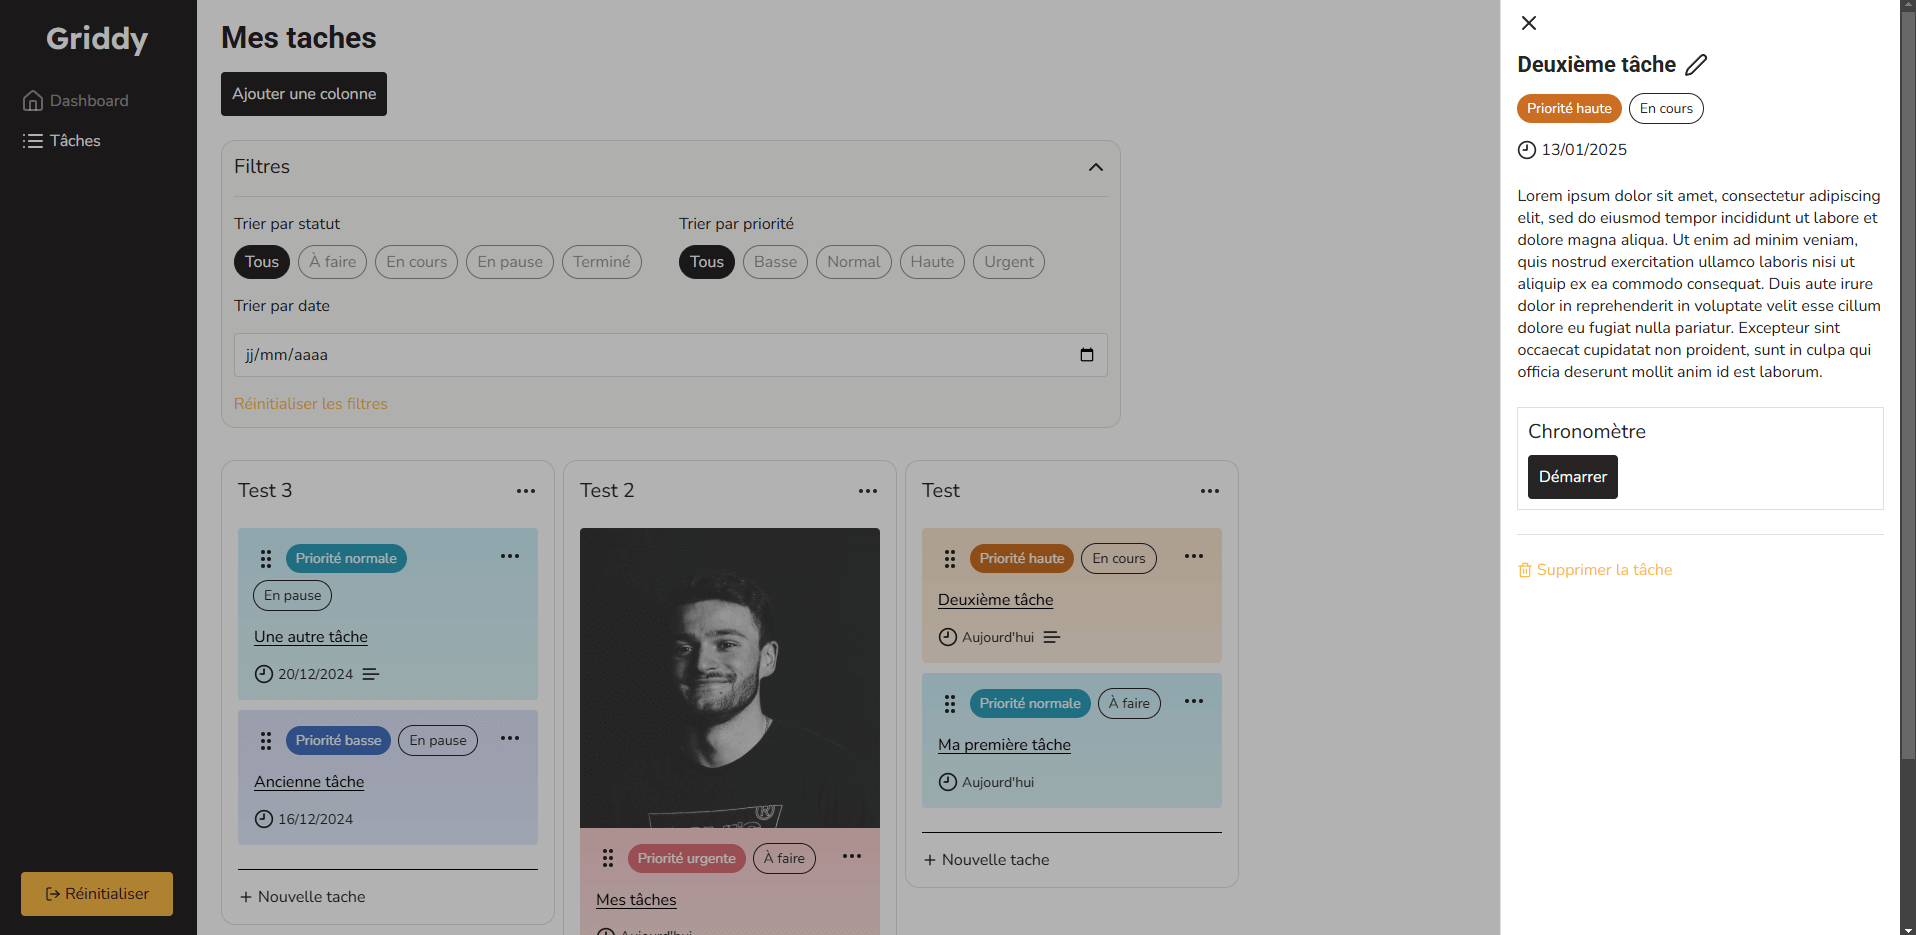 Griddy
Dashboard
Tâches
Réinitialiser
Mes taches
Ajouter une colonne
Filtres
Trier par statut
Tous
À faire
En cours
En pause
Terminé
Trier par priorité
Tous
Basse
Normal
Haute
Urgent
Trier par date
jj/mm/aaaa
Réinitialiser les filtres
Test 3
Priorité normale
En pause
Une autre tâche
20/12/2024
Priorité basse
En pause
Ancienne tâche
16/12/2024
+ Nouvelle tache
Test 2
Priorité urgente
À faire
Mes tâches
Aujourd'hui
Test
Priorité haute
En cours
Deuxième tâche
Aujourd'hui
Priorité normale
À faire
Ma première tâche
Aujourd'hui
+ Nouvelle tache
Deuxième tâche
Priorité haute
En cours
13/01/2025
Lorem ipsum dolor sit amet, consectetur adipiscing
elit, sed do eiusmod tempor incididunt ut labore et
dolore magna aliqua. Ut enim ad minim veniam,
quis nostrud exercitation ullamco laboris nisi ut
aliquip ex ea commodo consequat. Duis aute irure
dolor in reprehenderit in voluptate velit esse cillum
dolore eu fugiat nulla pariatur. Excepteur sint
occaecat cupidatat non proident, sunt in culpa qui
officia deserunt mollit anim id est laborum.
Chronomètre
Démarrer
Supprimer la tâche